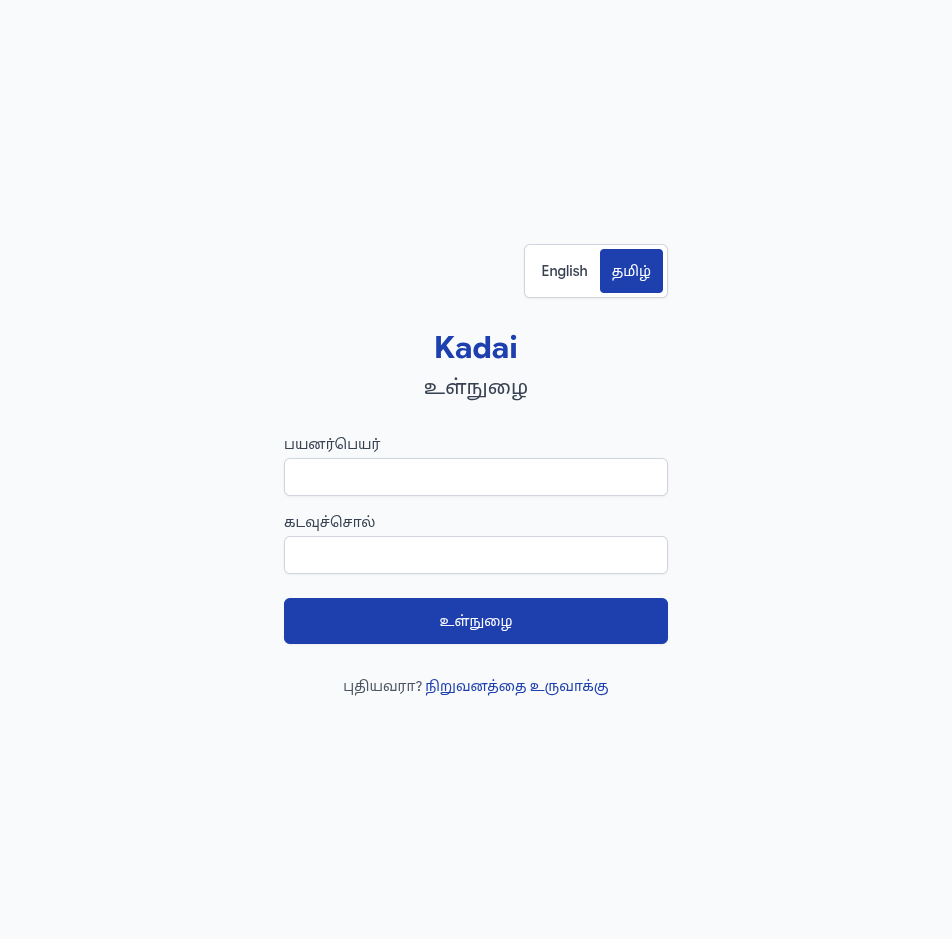 English தமிழ்
Kadai
உள்நுழை
பயனர்பெயர்
கடவுச்சொல்
உள்நுழை
புதியவரா? நிறுவனத்தை உருவாக்கு